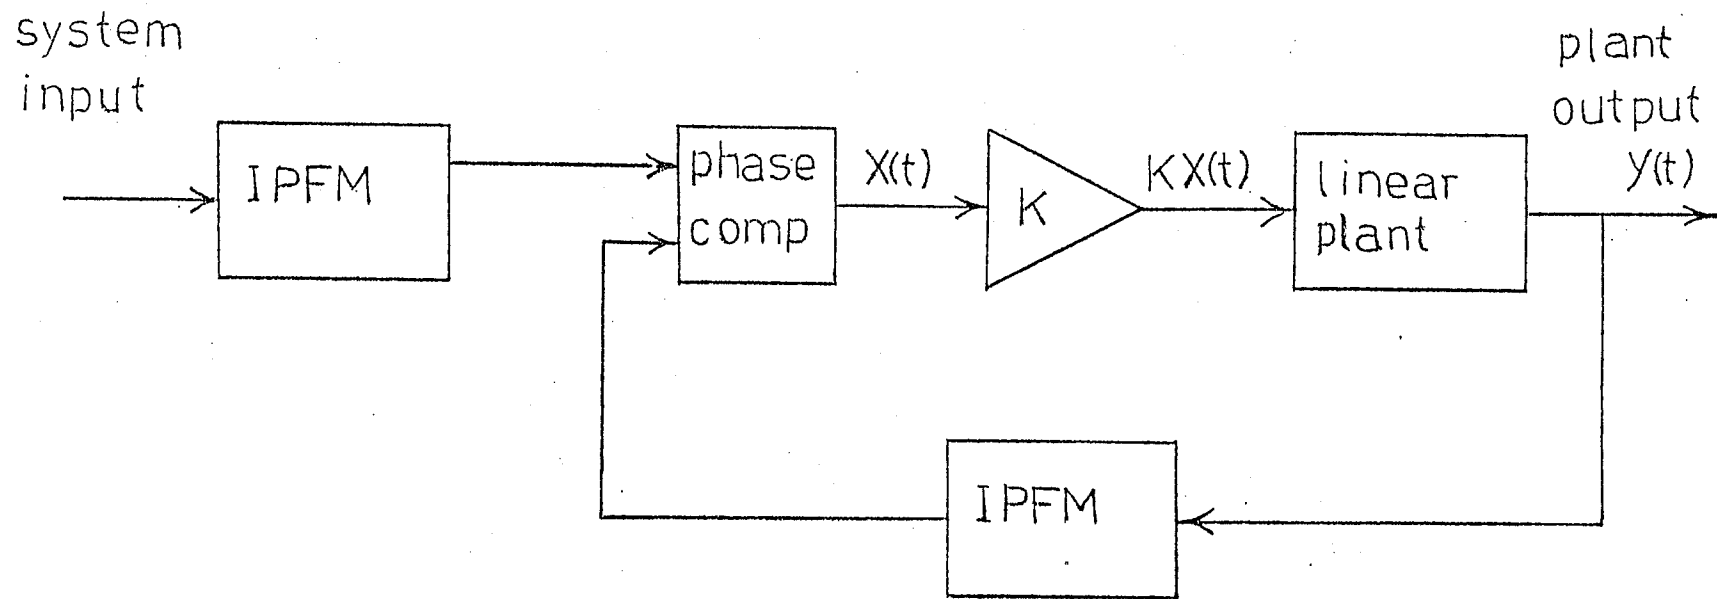 system
input
IPFM
phase
comp
X(t)
K
KX(t)
linear
plant
plant
output
Y(t)
IPFM